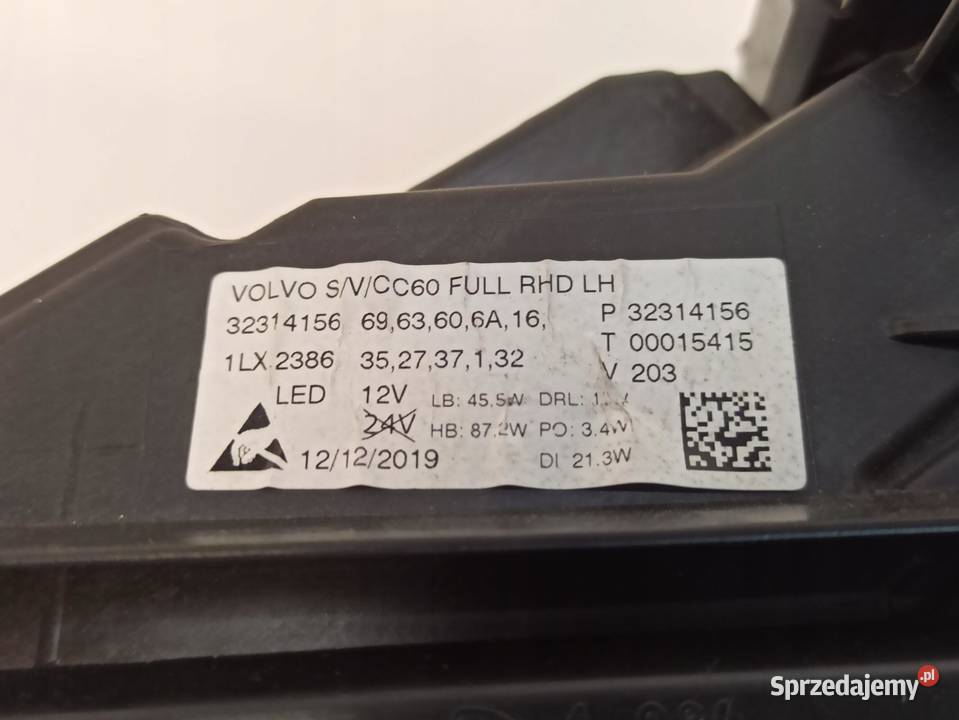 VOLVO S/V/CC60 FULL RHD LH
32314156 69,63,60,6A,16, P 32314156
1LX 2386 35,27,37,1,32 T 00015415
V 203
LED 12V LB: 45.5W DRL:
24V HB: 87.2W PO: 3.4W
12/12/2019 DI 21.3W
Sprzedajemy.pl